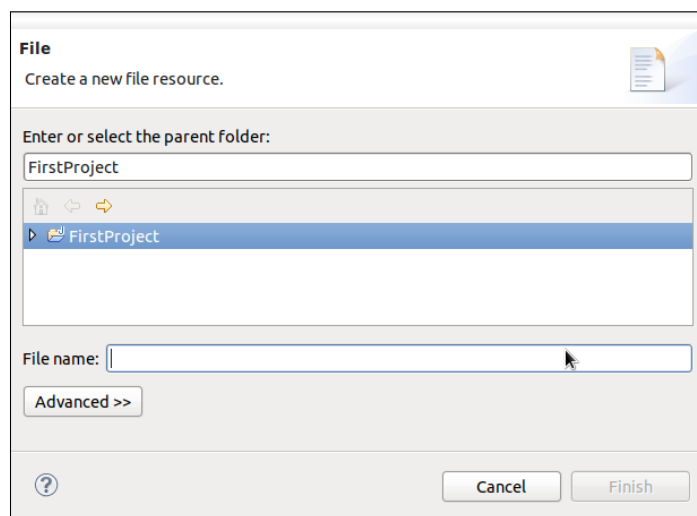 File
Create a new file resource.
Enter or select the parent folder:
FirstProject
FirstProject
File name:
Advanced >>
?
Cancel Finish